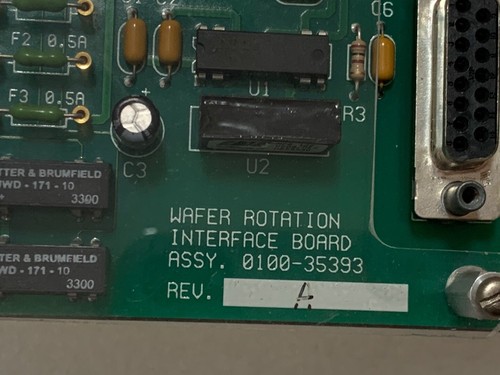 C6
F2 0.5A
U1
F3 0.5A
+
R3
C3
U2
TTER & BRUMFIELD
JWD - 171 - 10
3300
TTER & BRUMFIELD
WD - 171 - 10
3300
WAFER ROTATION
INTERFACE BOARD
ASSY. 0100-35393
REV. A